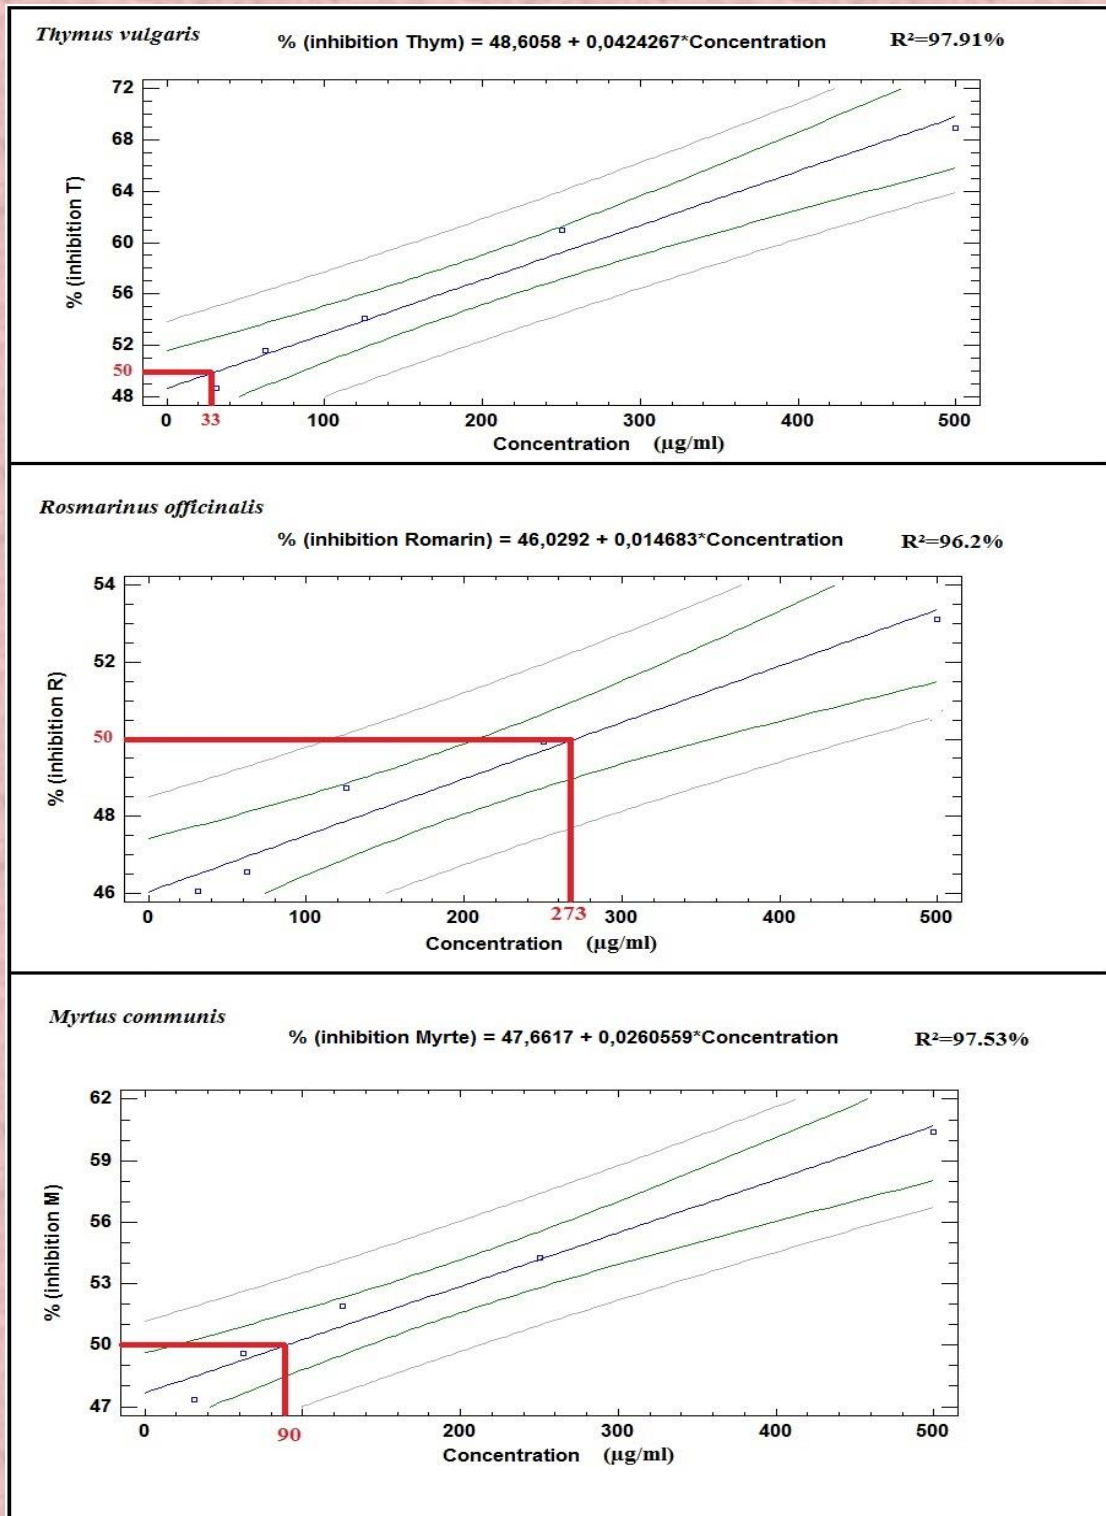 Thymus vulgaris
% (inhibition Thym) = 48,6058 + 0,0424267*Concentration
R²=97.91%
% (inhibition T)
72
68
64
60
56
52
50
48
0 33 100 200 300 400 500
Concentration (µg/ml)
Rosmarinus officinalis
% (inhibition Romarin) = 46,0292 + 0,014683*Concentration
R²=96.2%
% (inhibition R)
54
52
50
48
46
0 100 200 273 300 400 500
Concentration (µg/ml)
Myrtus communis
% (inhibition Myrte) = 47,6617 + 0,0260559*Concentration
R²=97.53%
% (inhibition M)
62
59
56
53
50
47
0 90 200 300 400 500
Concentration (µg/ml)